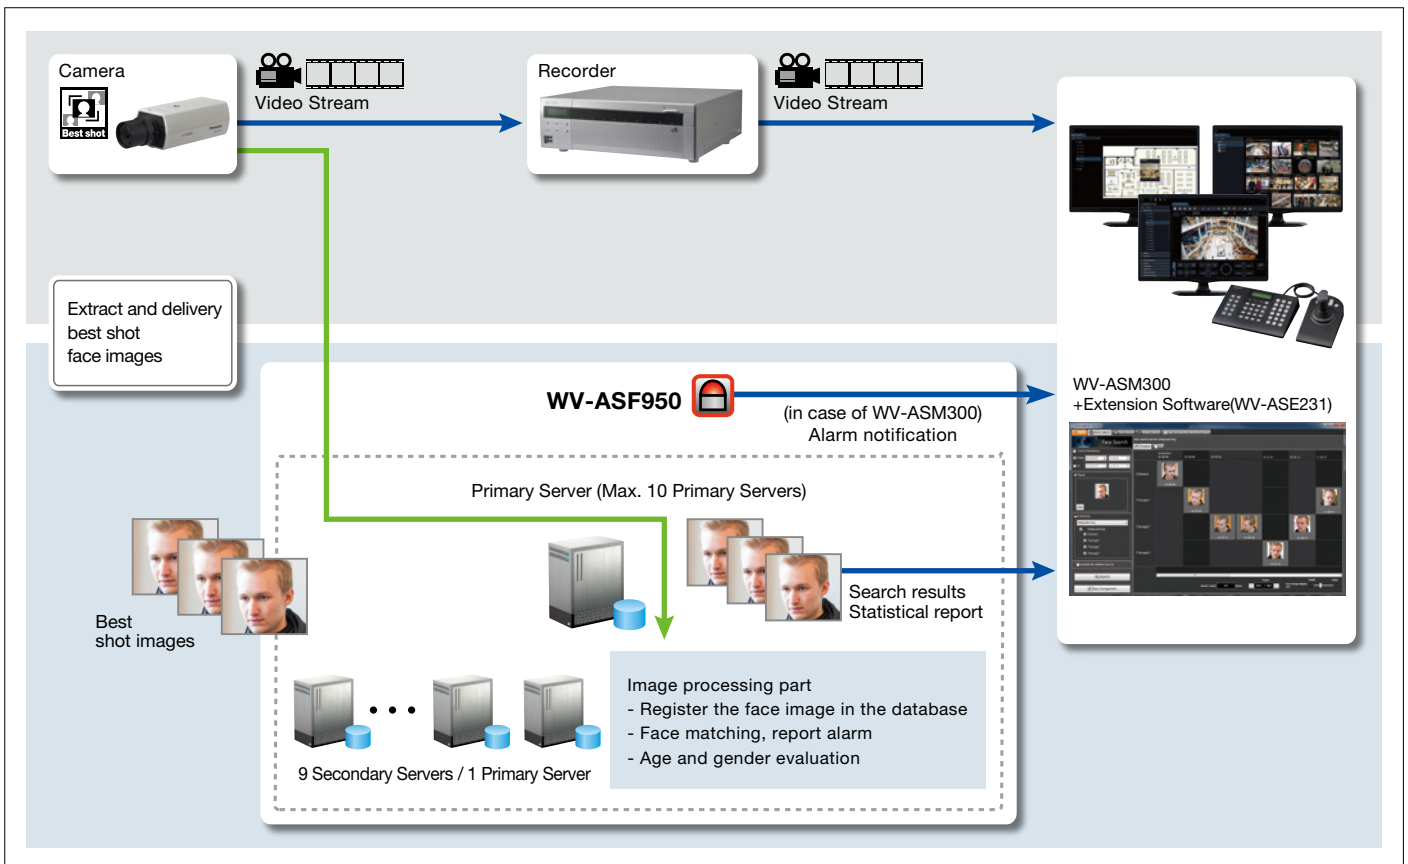 Camera
Best shot
Video Stream
Recorder
Video Stream
Extract and delivery
best shot
face images
WV-ASF950
(in case of WV-ASM300)
Alarm notification
WV-ASM300
+Extension Software(WV-ASE231)
Face Search
Primary Server (Max. 10 Primary Servers)
Best
shot images
Search results
Statistical report
Image processing part
- Register the face image in the database
- Face matching, report alarm
- Age and gender evaluation
9 Secondary Servers / 1 Primary Server